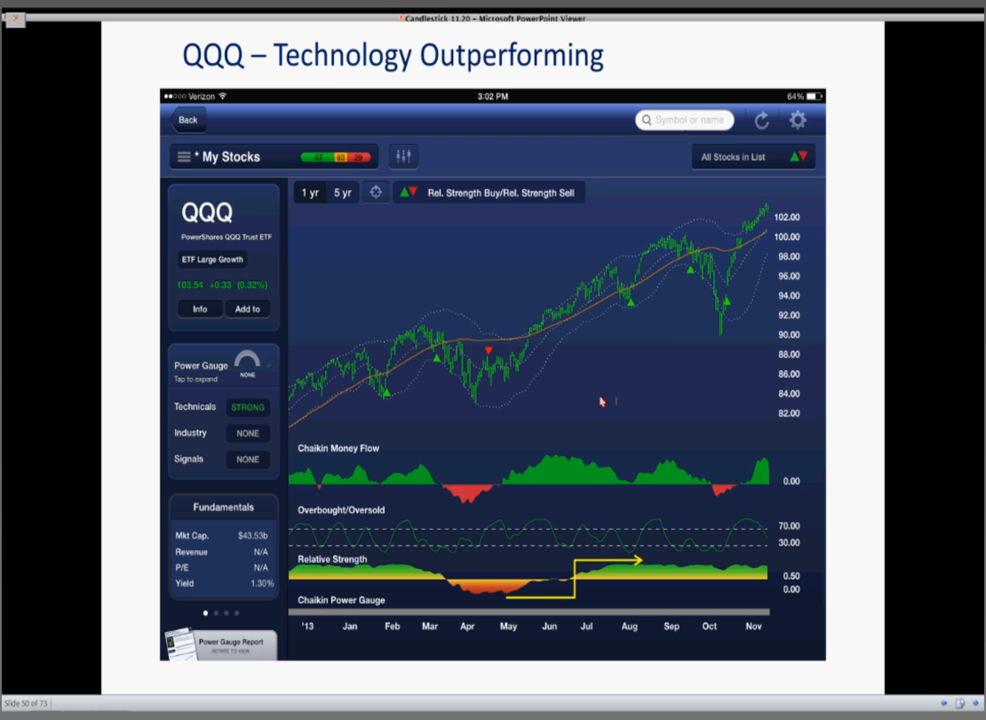 Candlestick 11.20 - Microsoft PowerPoint Viewer
QQQ – Technology Outperforming
Verizon 3:02 PM 64%
Back Symbol or name
* My Stocks 63 All Stocks in List
1 yr 5 yr Rel. Strength Buy/Rel. Strength Sell
QQQ
PowerShares QQQ Trust ETF
ETF Large Growth
103.54 +0.33 (0.32%)
Info Add to
Power Gauge NONE
Tap to expand
Technicals STRONG
Industry NONE
Signals NONE
Fundamentals
Mkt Cap. $43.53b
Revenue N/A
P/E N/A
Yield 1.30%
Power Gauge Report
102.00
100.00
98.00
96.00
94.00
92.00
90.00
88.00
86.00
84.00
82.00
Chaikin Money Flow
0.00
Overbought/Oversold
70.00
30.00
Relative Strength
0.50
0.00
Chaikin Power Gauge
'13 Jan Feb Mar Apr May Jun Jul Aug Sep Oct Nov
Slide 50 of 73